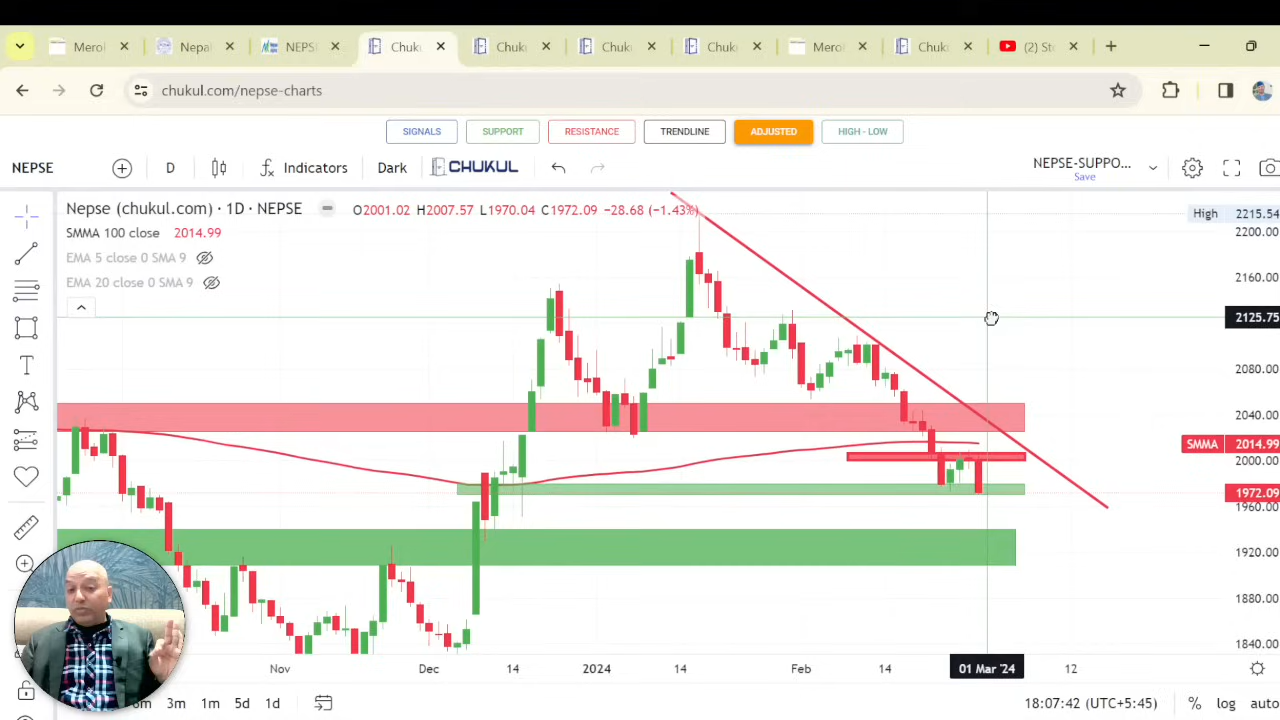 Merol
Nepal
NEPSE
Chuku
Chuku
Chuku
Chuku
Merol
Chuku
(2) St
chukul.com/nepse-charts
SIGNALS
SUPPORT
RESISTANCE
TRENDLINE
ADJUSTED
HIGH - LOW
NEPSE
D
Indicators
Dark
CHUKUL
NEPSE-SUPPO...
Save
Nepse (chukul.com) · 1D · NEPSE
O2001.02 H2007.57 L1970.04 C1972.09 −28.68 (−1.43%)
SMMA 100 close 2014.99
EMA 5 close 0 SMA 9
EMA 20 close 0 SMA 9
High 2215.54
2200.00
2160.00
2125.75
2080.00
2040.00
SMMA 2014.99
2000.00
1972.09
1960.00
1920.00
1880.00
1840.00
Nov
Dec
14
2024
14
Feb
14
01 Mar '24
12
6m
3m
1m
5d
1d
18:07:42 (UTC+5:45)
%
log
auto